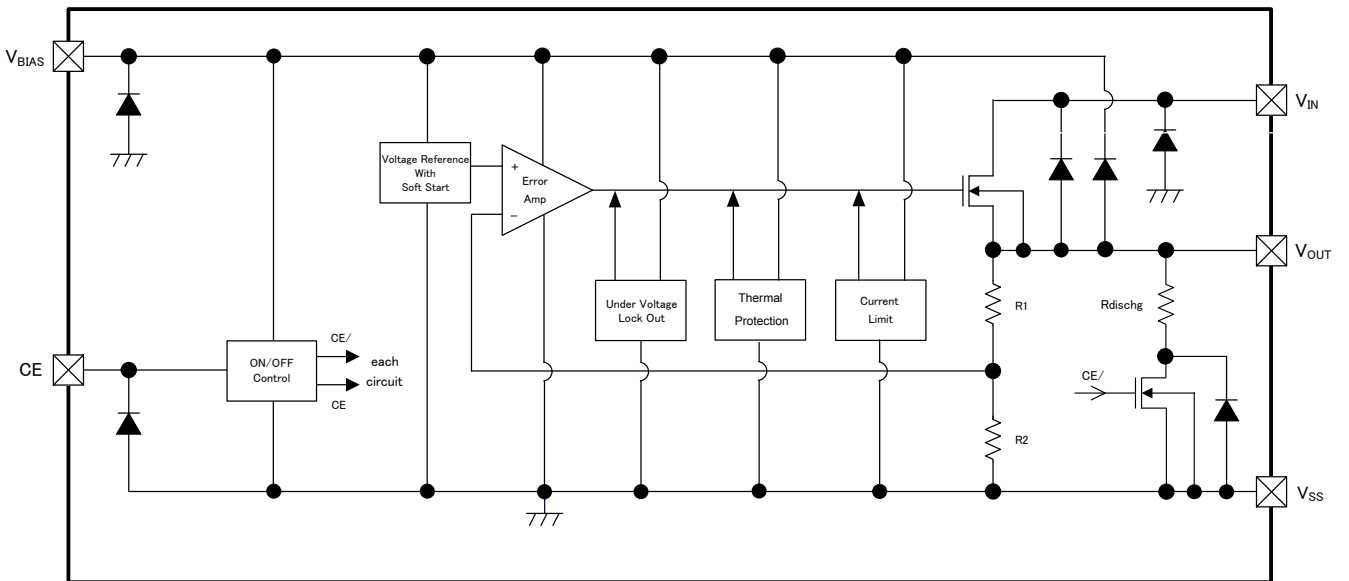 VBIAS
VIN
Voltage Reference
With
Soft Start
+
Error
Amp
−
VOUT
Under Voltage
Lock Out
Thermal
Protection
Current
Limit
R1
Rdischg
CE
ON/OFF
Control
CE/
each
circuit
CE
CE/
R2
VSS